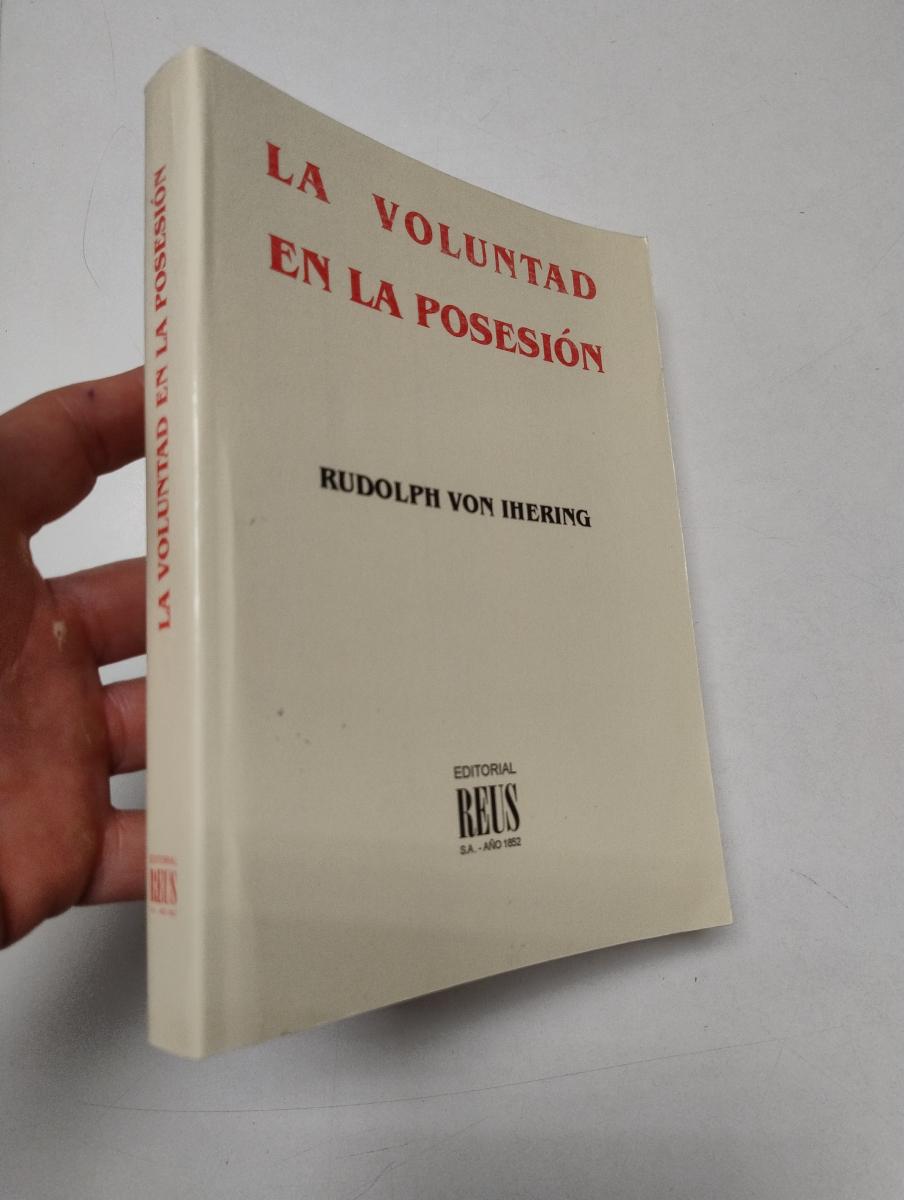 LA VOLUNTAD
EN LA POSESIÓN
RUDOLPH VON IHERING
EDITORIAL
REUS
S.A. - AÑO 1852
LA VOLUNTAD EN LA POSESIÓN
EDITORIAL
REUS